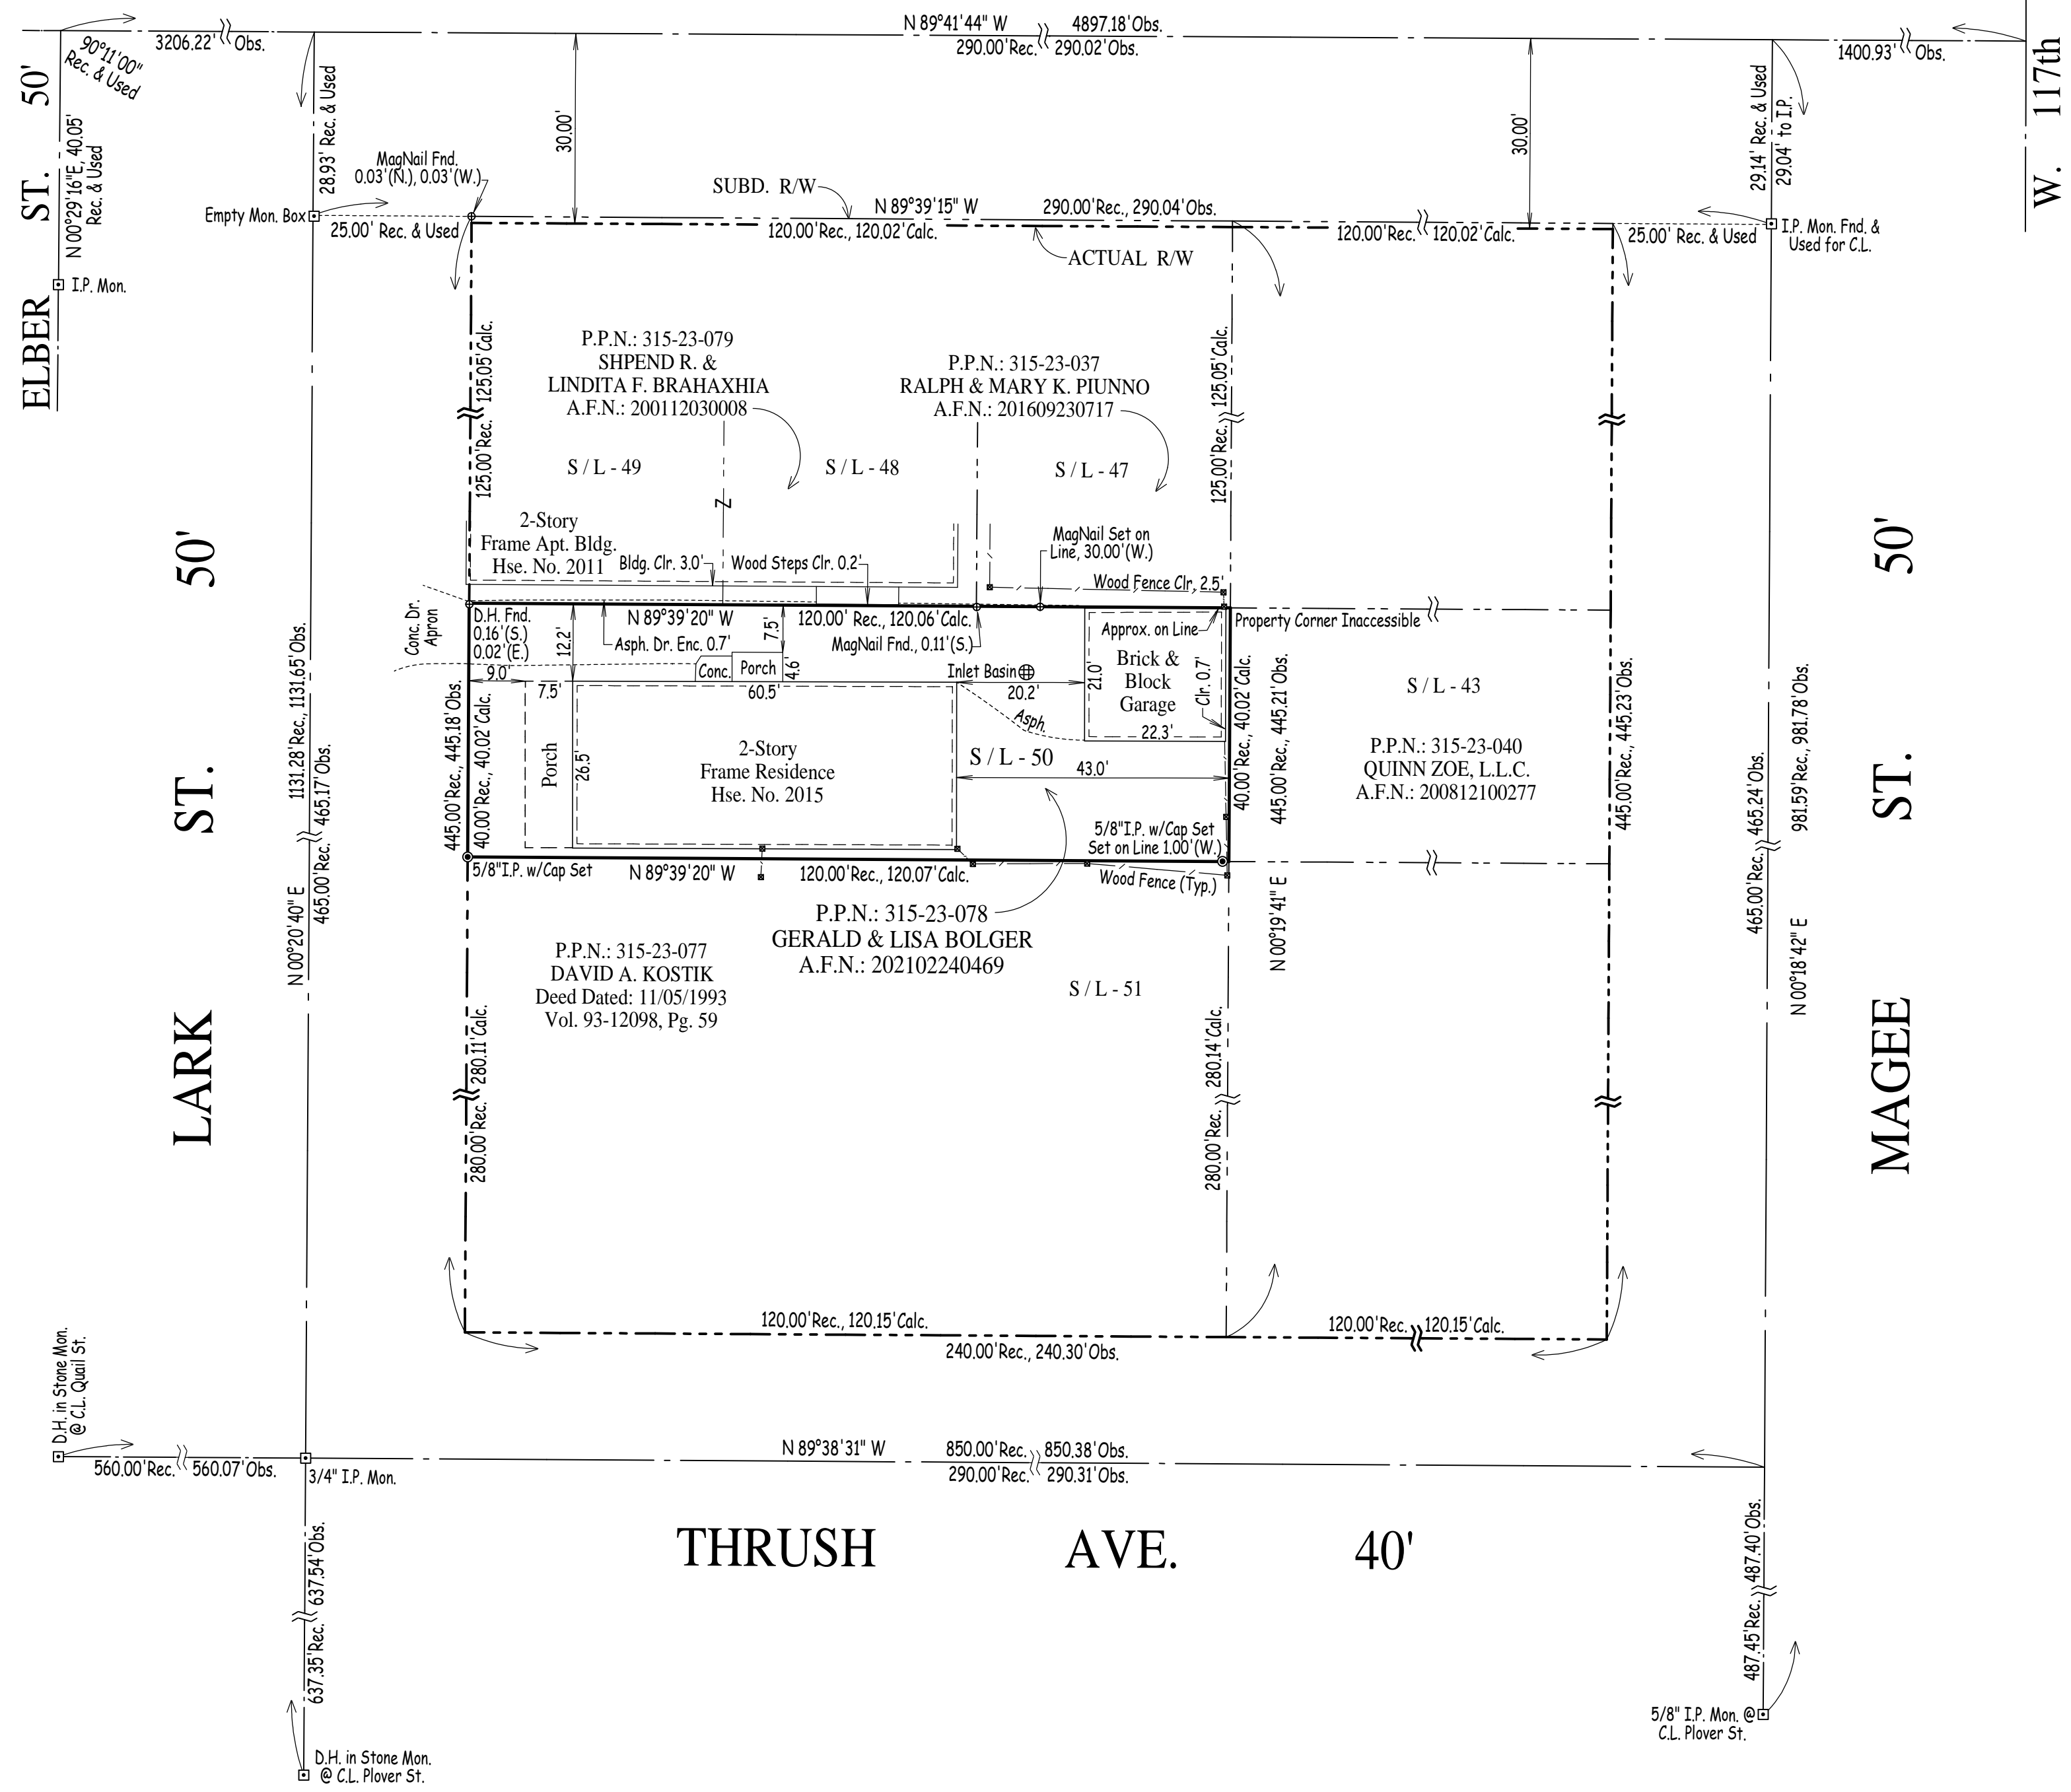 N 89°41'44" W 4897.18'Obs.
290.00'Rec. 290.02'Obs.
3206.22' Obs.
1400.93' Obs.
90°11'00"
Rec. & Used
ELBER ST. 50'
N 00°29'16"E, 40.05'
Rec. & Used
I.P. Mon.
28.93' Rec. & Used
30.00'
30.00'
29.14' Rec. & Used
29.04' to I.P.
W. 117th
MagNail Fnd.
0.03'(N.), 0.03'(W.)
Empty Mon. Box
25.00' Rec. & Used
SUBD. R/W
N 89°39'15" W 290.00'Rec., 290.04'Obs.
120.00'Rec., 120.02'Calc.
120.00'Rec. 120.02'Calc.
ACTUAL R/W
25.00' Rec. & Used
I.P. Mon. Fnd. &
Used for C.L.
125.00'Rec. 125.05'Calc.
P.P.N.: 315-23-079
SHPEND R. &
LINDITA F. BRAHAXHIA
A.F.N.: 200112030008
P.P.N.: 315-23-037
RALPH & MARY K. PIUNNO
A.F.N.: 201609230717
125.00'Rec. 125.05'Calc.
S / L - 49
S / L - 48
S / L - 47
Z
2-Story
Frame Apt. Bldg.
Hse. No. 2011
Bldg. Clr. 3.0'
Wood Steps Clr. 0.2'
MagNail Set on
Line, 30.00'(W.)
Wood Fence Clr. 2.5'
Conc. Dr.
Apron
D.H. Fnd.
0.16'(S.)
0.02'(E.)
N 89°39'20" W 120.00' Rec., 120.06'Calc.
Asph. Dr. Enc. 0.7'
12.2'
7.5'
MagNail Fnd., 0.11'(S.)
Approx. on Line
Property Corner Inaccessible
9.0'
7.5'
Conc.
Porch
4.6'
60.5'
Inlet Basin
20.2'
21.0'
Brick &
Block
Garage
Clr. 0.7'
22.3'
Asph.
Porch
26.5'
2-Story
Frame Residence
Hse. No. 2015
S / L - 50
43.0'
445.00'Rec., 445.18'Obs.
40.00'Rec., 40.02'Calc.
40.00'Rec., 40.02'Calc.
445.00'Rec., 445.21'Obs.
S / L - 43
P.P.N.: 315-23-040
QUINN ZOE, L.L.C.
A.F.N.: 200812100277
445.00'Rec., 445.23'Obs.
5/8"I.P. w/Cap Set
Set on Line 1.00'(W.)
5/8"I.P. w/Cap Set
N 89°39'20" W 120.00'Rec., 120.07'Calc.
Wood Fence (Typ.)
P.P.N.: 315-23-078
GERALD & LISA BOLGER
A.F.N.: 202102240469
P.P.N.: 315-23-077
DAVID A. KOSTIK
Deed Dated: 11/05/1993
Vol. 93-12098, Pg. 59
S / L - 51
N 00°19'41" E
280.00'Rec. 280.11'Calc.
280.00'Rec. 280.14'Calc.
LARK ST. 50'
N 00°20'40" E 1131.28'Rec., 1131.65'Obs.
465.00'Rec. 465.17'Obs.
465.00'Rec. 465.24'Obs.
N 00°18'42" E 981.59'Rec., 981.78'Obs.
MAGEE ST. 50'
120.00'Rec., 120.15'Calc.
120.00'Rec. 120.15'Calc.
240.00'Rec., 240.30'Obs.
D.H. in Stone Mon.
@ C.L. Quail St.
560.00'Rec. 560.07'Obs.
3/4" I.P. Mon.
N 89°38'31" W 850.00'Rec. 850.38'Obs.
290.00'Rec. 290.31'Obs.
THRUSH AVE. 40'
637.35'Rec. 637.54'Obs.
487.45'Rec. 487.40'Obs.
D.H. in Stone Mon.
@ C.L. Plover St.
5/8" I.P. Mon. @
C.L. Plover St.